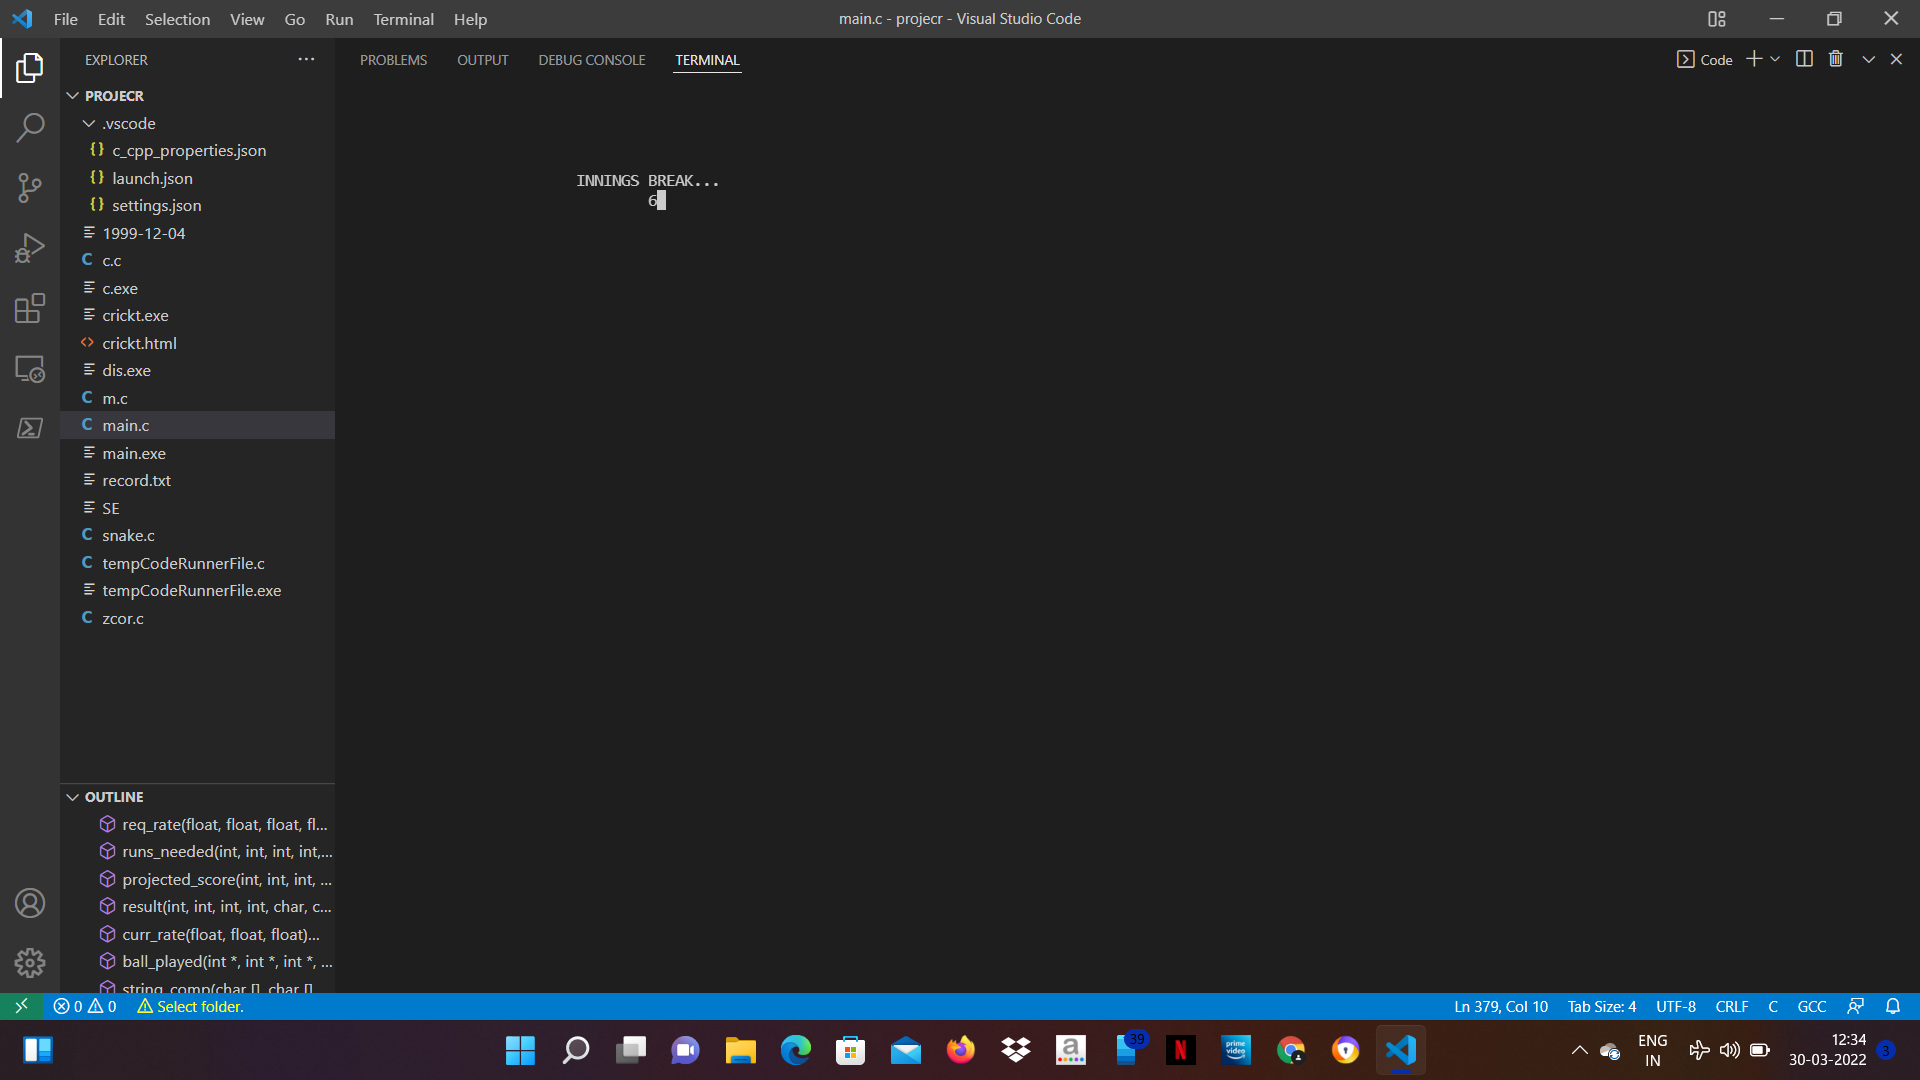 File Edit Selection View Go Run Terminal Help
main.c - projecr - Visual Studio Code
EXPLORER
PROJECR
.vscode
c_cpp_properties.json
launch.json
settings.json
1999-12-04
c.c
c.exe
crickt.exe
crickt.html
dis.exe
m.c
main.c
main.exe
record.txt
SE
snake.c
tempCodeRunnerFile.c
tempCodeRunnerFile.exe
zcor.c
OUTLINE
req_rate(float, float, float, fl...
runs_needed(int, int, int, int,...
projected_score(int, int, int, ...
result(int, int, int, int, char, c...
curr_rate(float, float, float)...
ball_played(int *, int *, int *, ...
string_comp(char [], char []
PROBLEMS OUTPUT DEBUG CONSOLE TERMINAL
Code
INNINGS BREAK...
6
0 0 Select folder.
Ln 379, Col 10 Tab Size: 4 UTF-8 CRLF C GCC
a
39
N
prime video
ENG
IN
12:34
30-03-2022
3